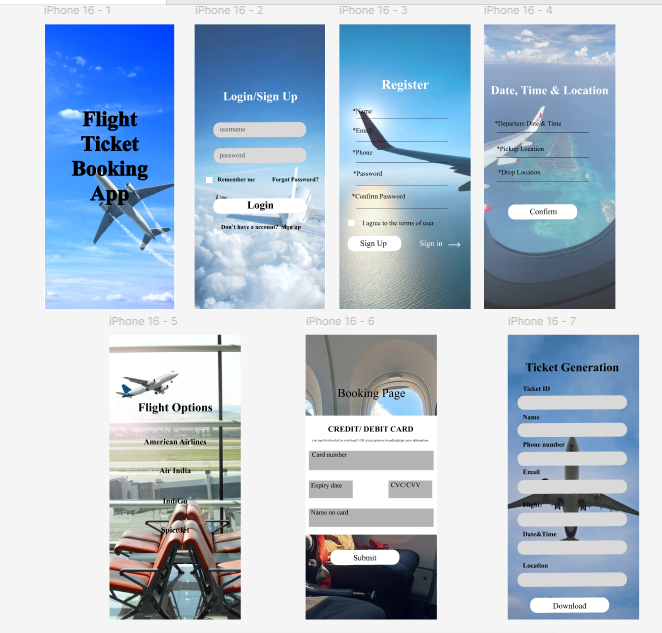 iPhone 16 - 1
iPhone 16 - 2
iPhone 16 - 3
iPhone 16 - 4
Flight
Ticket
Booking
App
Login/Sign Up
username
password
Remember me
Forgot Password?
Login
Don't have a account? Sign up
Register
*Name
*Email
*Phone
*Password
*Confirm Password
I agree to the terms of user
Sign Up
Sign in
Date, Time & Location
*Departure Date & Time
*Pickup Location
*Drop Location
Confirm
iPhone 16 - 5
iPhone 16 - 6
iPhone 16 - 7
Flight Options
American Airlines
Air India
IndiGo
SpiceJet
Booking Page
CREDIT/ DEBIT CARD
Card number
Expiry date
CVC/CVV
Name on card
Submit
Ticket Generation
Ticket ID
Name
Phone number
Email
Flight
Date&Time
Location
Download